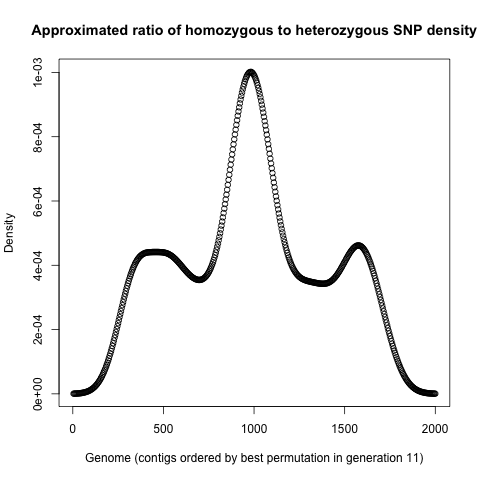 Approximated ratio of homozygous to heterozygous SNP density
1e-03
8e-04
6e-04
4e-04
2e-04
0e+00
Density
0 500 1000 1500 2000
Genome (contigs ordered by best permutation in generation 11)